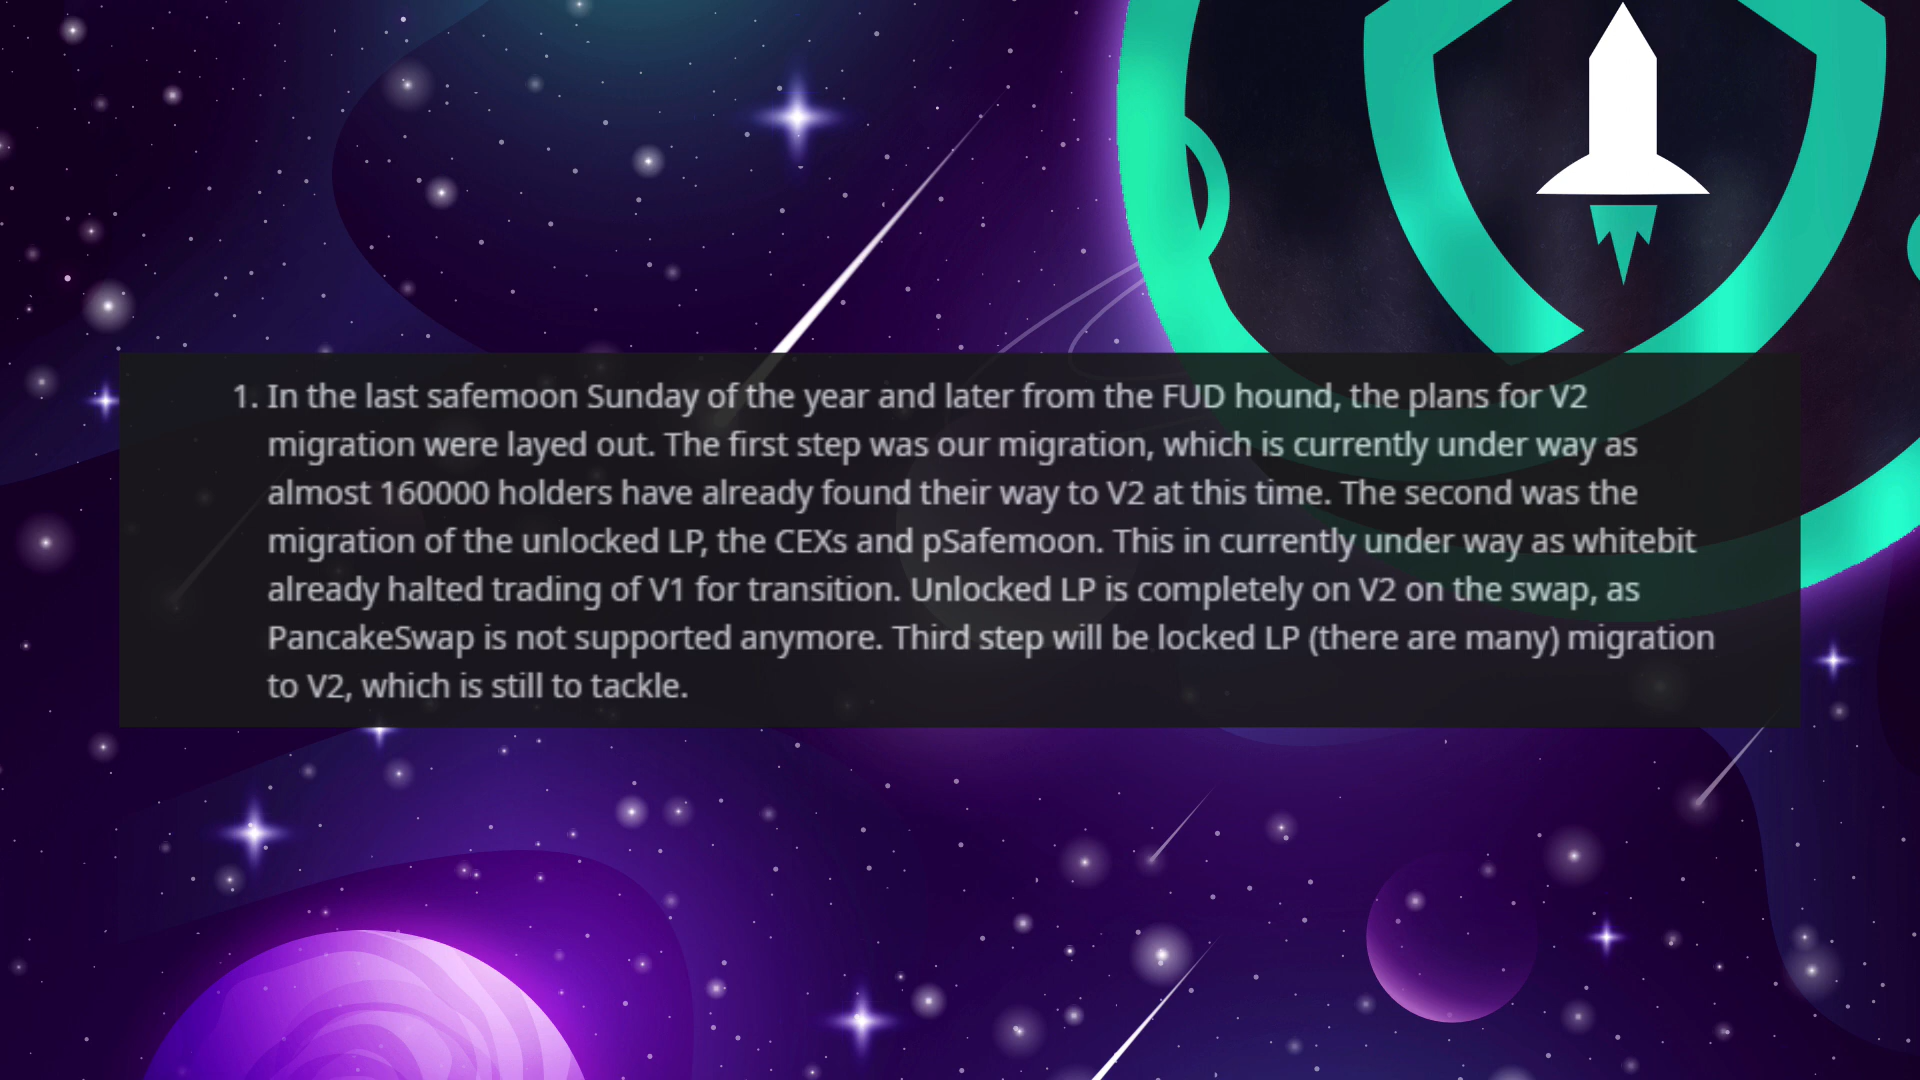 1. In the last safemoon Sunday of the year and later from the FUD hound, the plans for V2
migration were layed out. The first step was our migration, which is currently under way as
almost 160000 holders have already found their way to V2 at this time. The second was the
migration of the unlocked LP, the CEXs and pSafemoon. This in currently under way as whitebit
already halted trading of V1 for transition. Unlocked LP is completely on V2 on the swap, as
PancakeSwap is not supported anymore. Third step will be locked LP (there are many) migration
to V2, which is still to tackle.